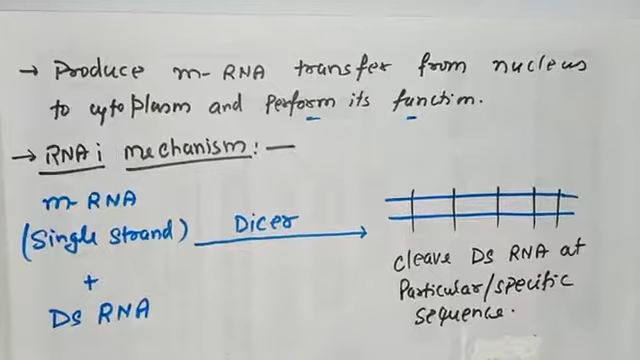 → Produce m-RNA transfer from nucleus
to cytoplasm and perform its function.
→ RNA i mechanism: —
m-RNA
(Single strand)
+
Ds RNA
Dicer
cleave Ds RNA at
Particular/specific
sequence.